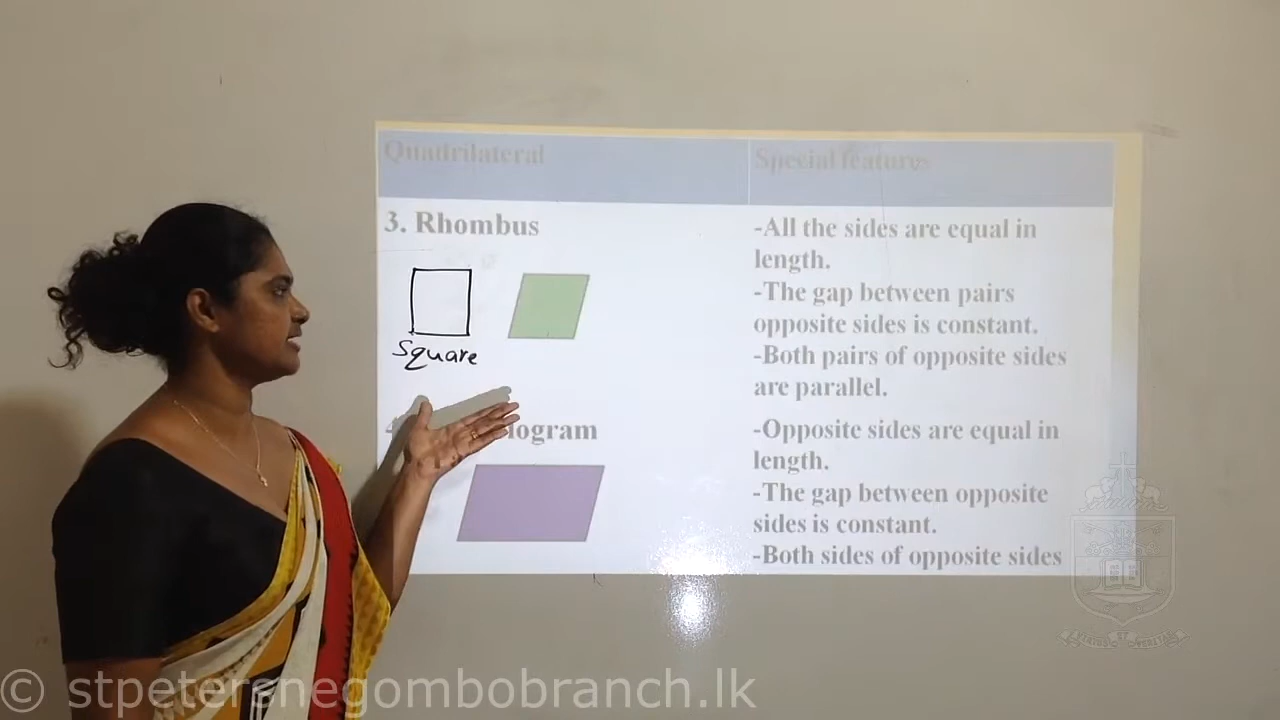 Quadrilateral
Special features
3. Rhombus
Square
-All the sides are equal in
length.
-The gap between pairs
opposite sides is constant.
-Both pairs of opposite sides
are parallel.
-Opposite sides are equal in
length.
-The gap between opposite
sides is constant.
-Both sides of opposite sides
© stpetersnegombobranch.lk